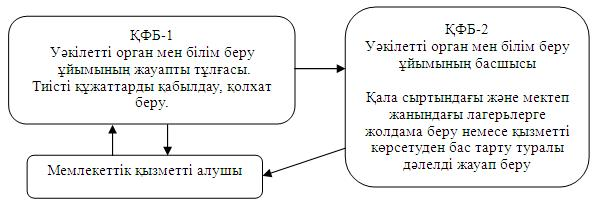 ҚФБ-1
Уәкілетті орган мен білім беру
ұйымының жауапты тұлғасы.
Тиісті құжаттарды қабылдау, қолхат
беру.
Мемлекеттік қызметті алушы
ҚФБ-2
Уәкілетті орган мен білім беру
ұйымының басшысы
Қала сыртындағы және мектеп
жанындағы лагерьлерге
жолдама беру немесе қызметті
көрсетуден бас тарту туралы
дәлелді жауап беру